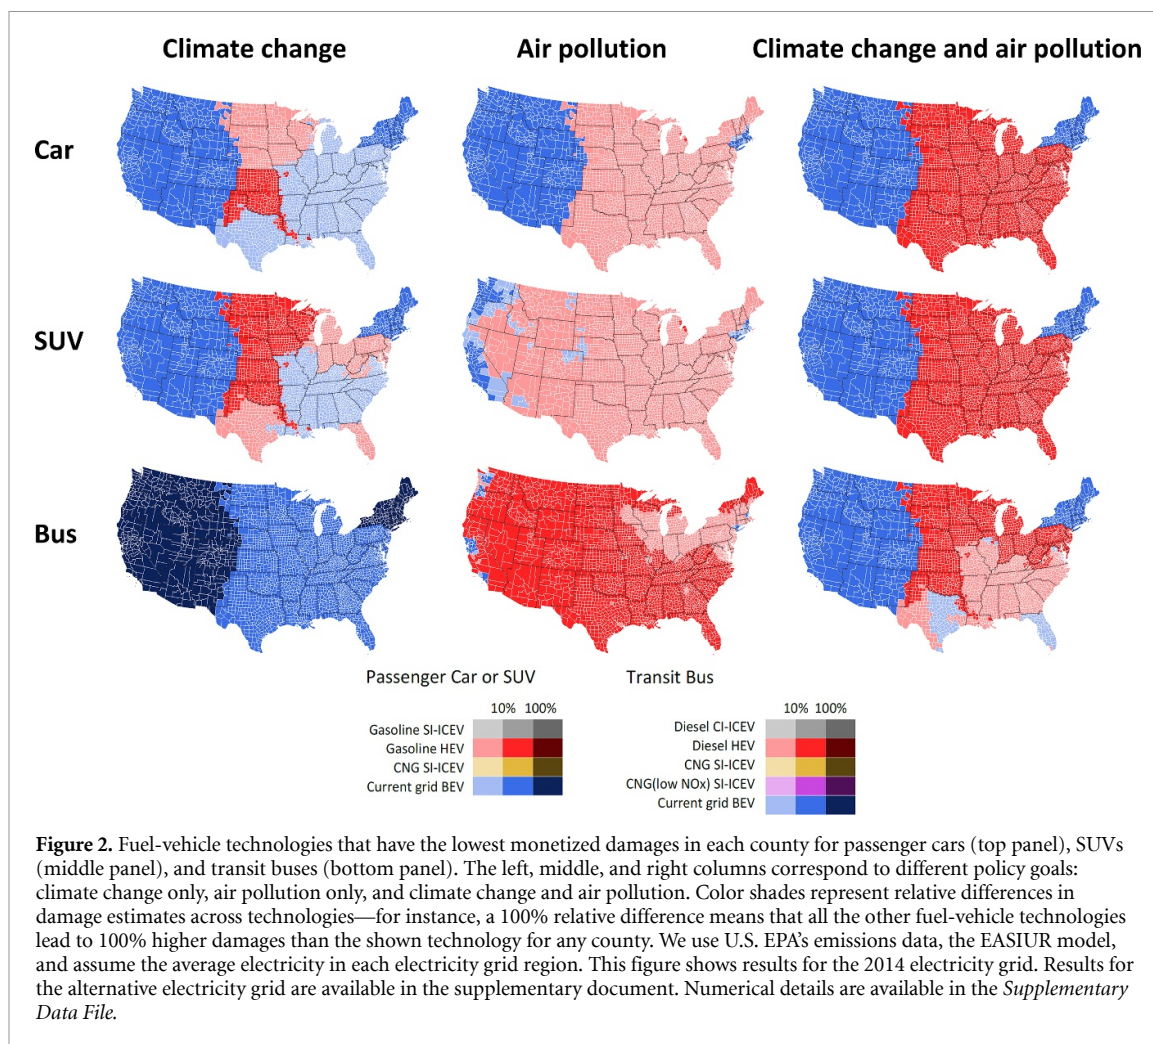 Climate change
Air pollution
Climate change and air pollution
Car
SUV
Bus
Passenger Car or SUV
10% 100%
Gasoline SI-ICEV
Gasoline HEV
CNG SI-ICEV
Current grid BEV
Transit Bus
10% 100%
Diesel CI-ICEV
Diesel HEV
CNG SI-ICEV
CNG(low NOx) SI-ICEV
Current grid BEV
Figure 2. Fuel-vehicle technologies that have the lowest monetized damages in each county for passenger cars (top panel), SUVs
(middle panel), and transit buses (bottom panel). The left, middle, and right columns correspond to different policy goals:
climate change only, air pollution only, and climate change and air pollution. Color shades represent relative differences in
damage estimates across technologies—for instance, a 100% relative difference means that all the other fuel-vehicle technologies
lead to 100% higher damages than the shown technology for any county. We use U.S. EPA's emissions data, the EASIUR model,
and assume the average electricity in each electricity grid region. This figure shows results for the 2014 electricity grid. Results for
the alternative electricity grid are available in the supplementary document. Numerical details are available in the Supplementary
Data File.